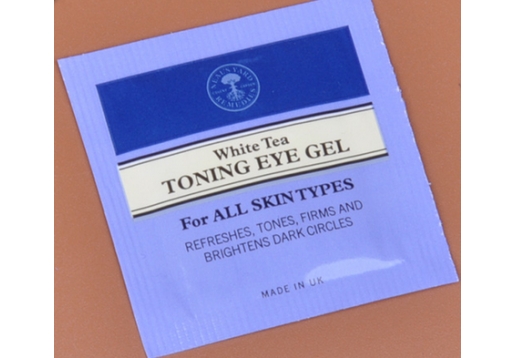 NEAL'S YARD
REMEDIES
White Tea
TONING EYE GEL
For ALL SKIN TYPES
REFRESHES, TONES, FIRMS AND
BRIGHTENS DARK CIRCLES
MADE IN UK